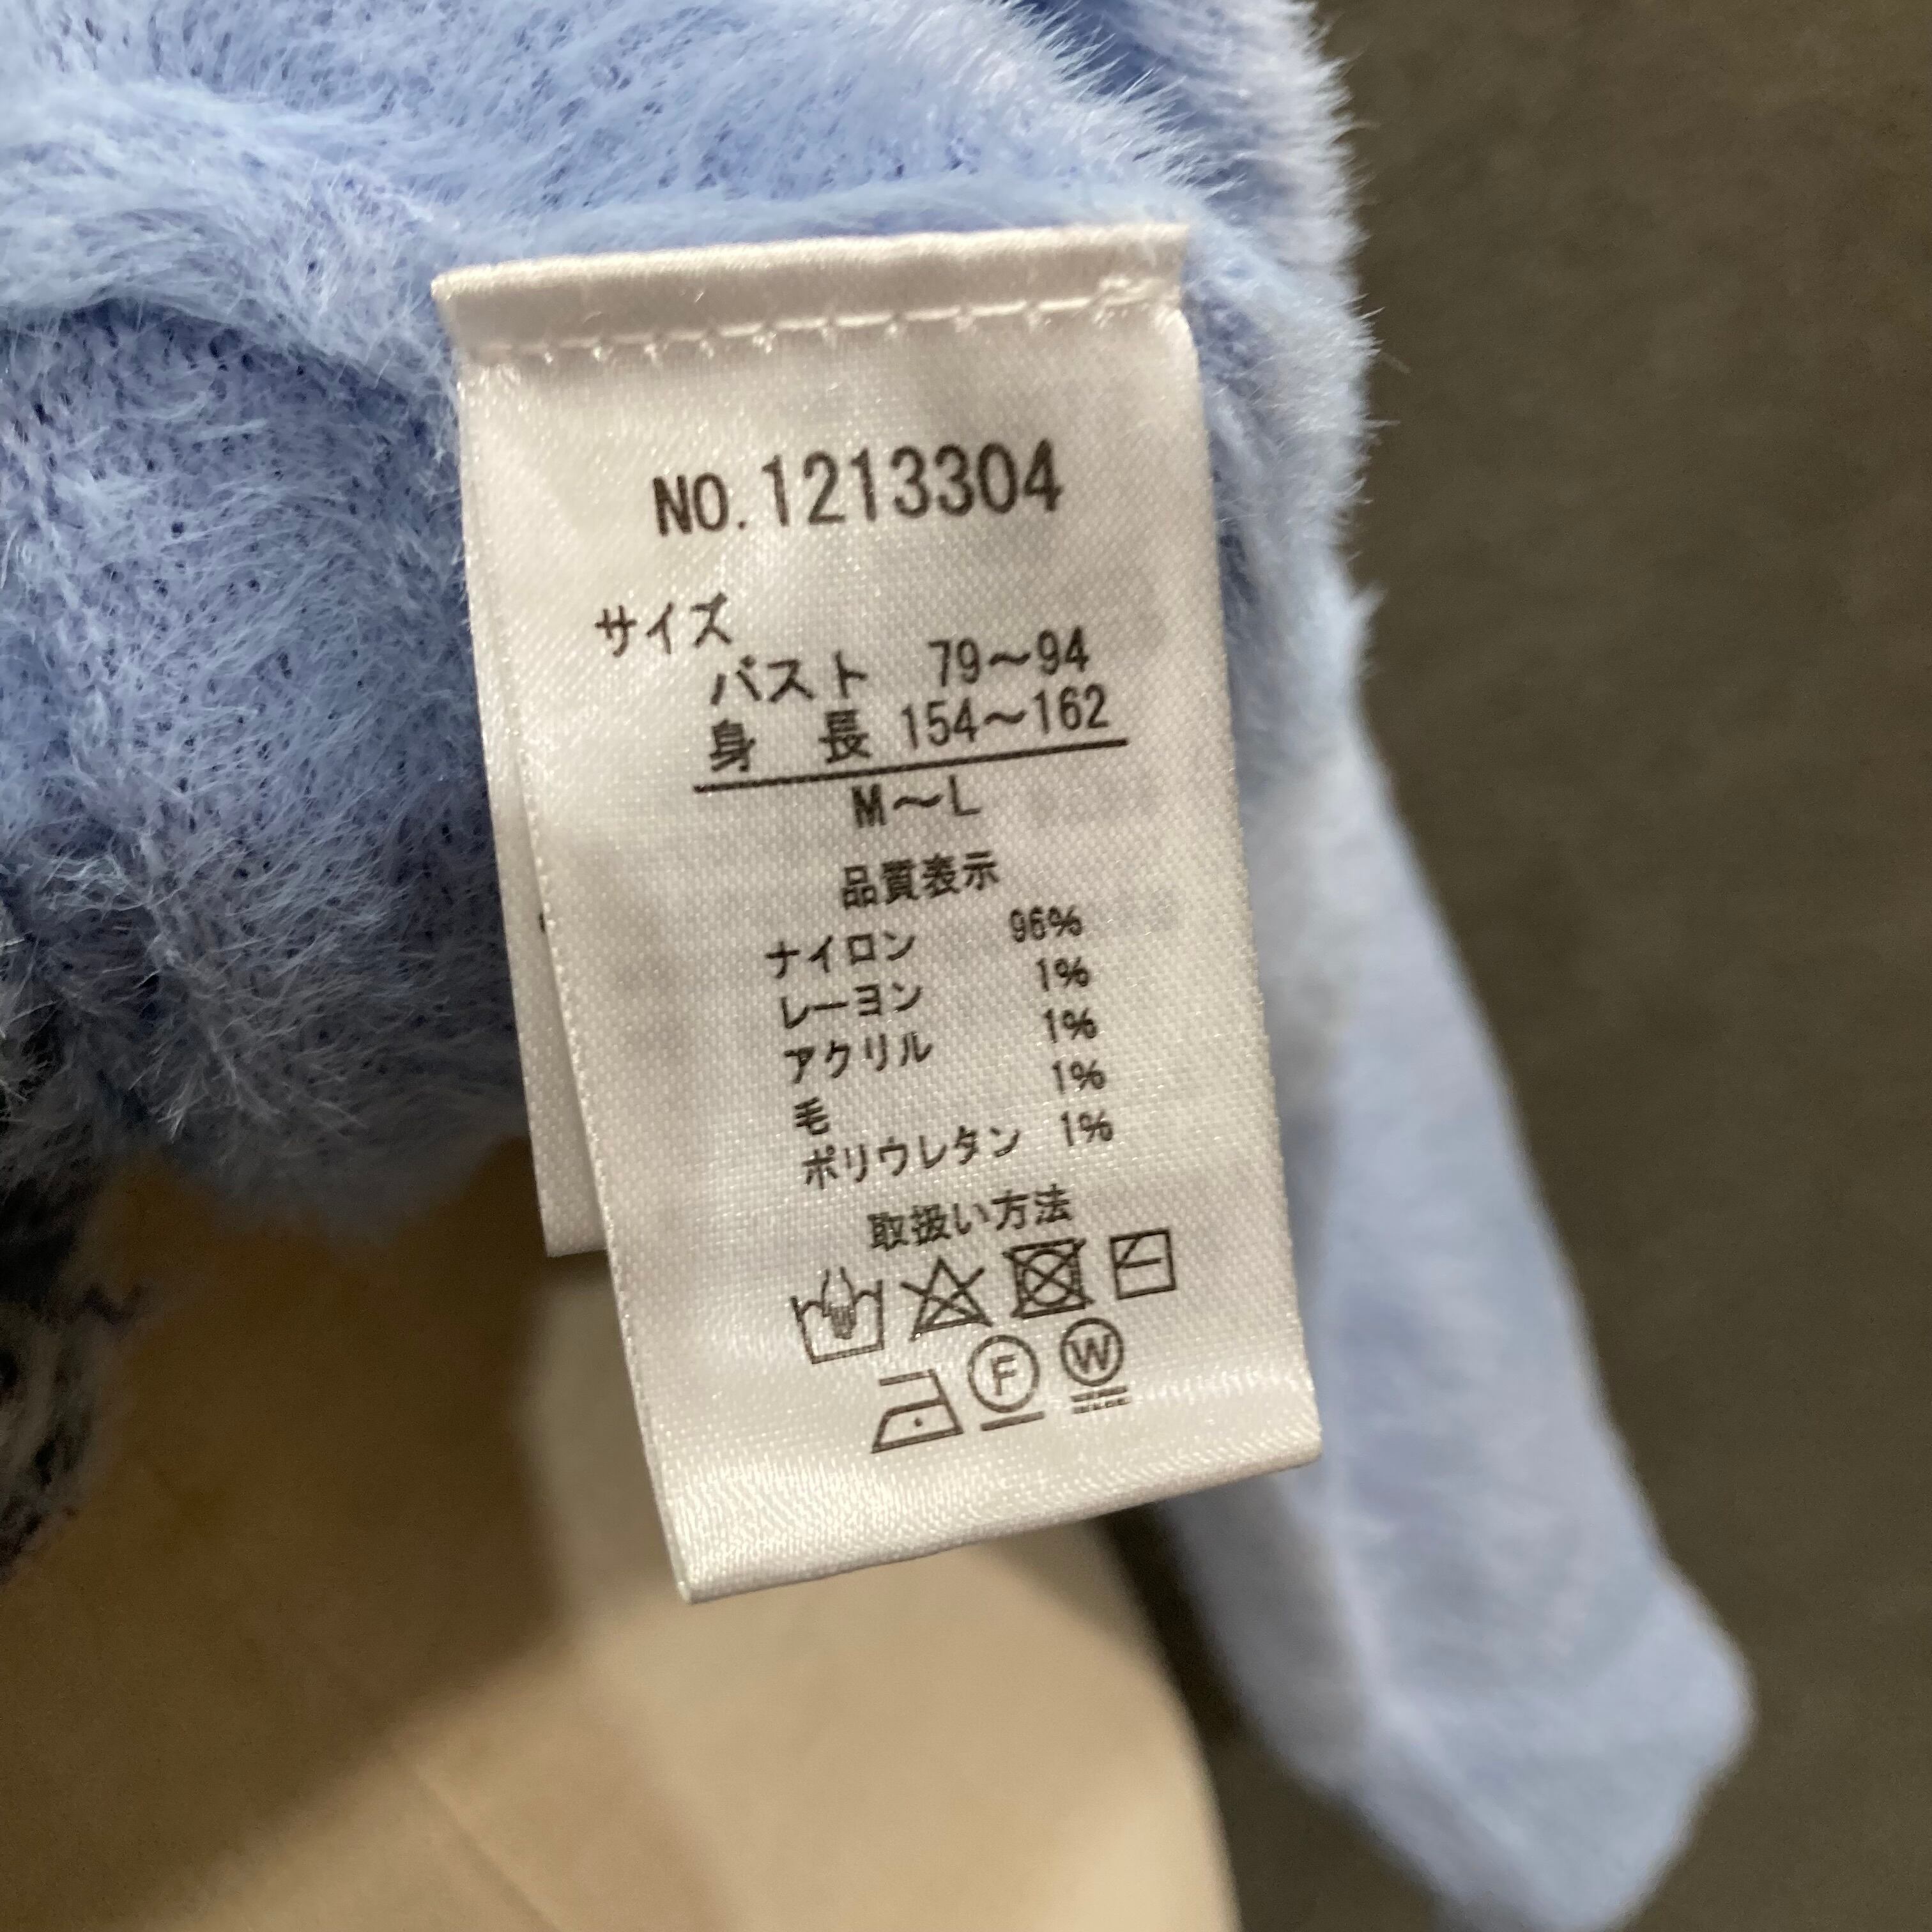 NO.1213304
サイズ
バスト 79～94
身 長 154～162
M～L
品質表示
ナイロン 96%
レーヨン 1%
アクリル 1%
毛 1%
ポリウレタン 1%
取扱い方法
F W